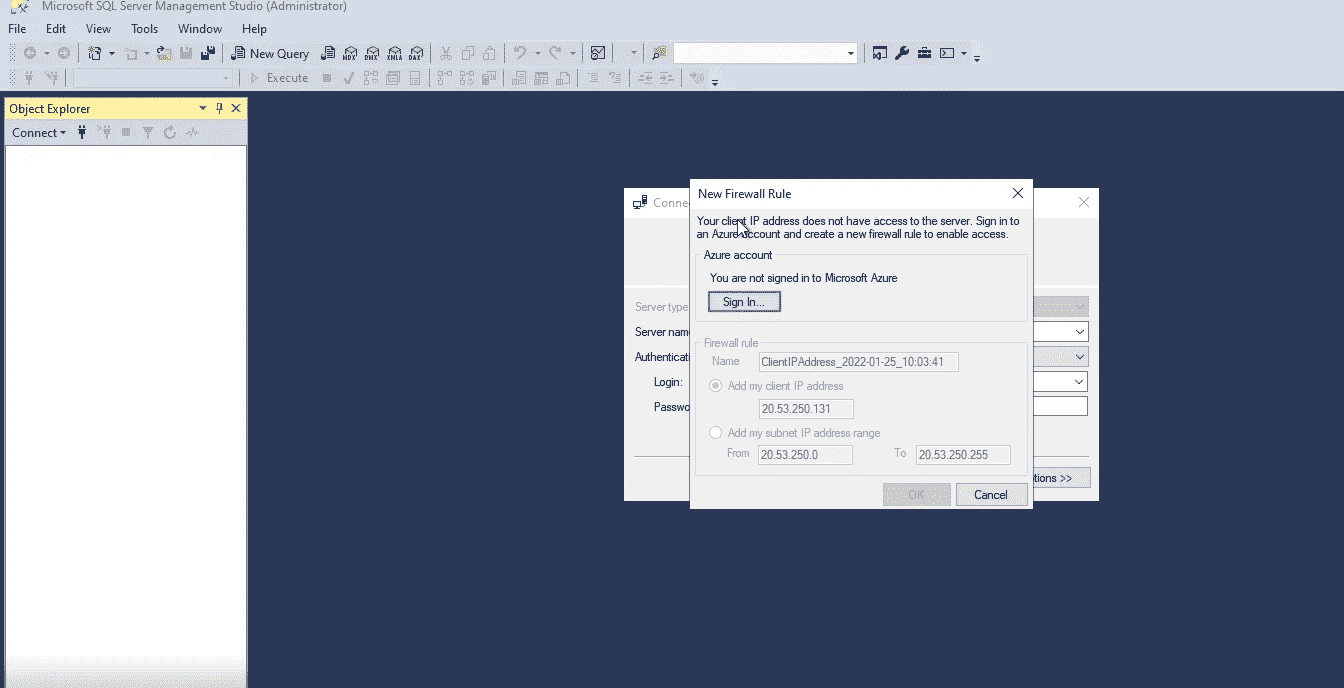 Microsoft SQL Server Management Studio (Administrator)
File Edit View Tools Window Help
New Query MDX DMX XMLA DAX
Execute
Object Explorer
Connect
Conne
New Firewall Rule
Your client IP address does not have access to the server. Sign in to
an Azure account and create a new firewall rule to enable access.
Azure account
You are not signed in to Microsoft Azure
Sign In...
Server type
Server nam
Authenticati
Login:
Passwo
Firewall rule
Name ClientIPAddress_2022-01-25_10:03:41
Add my client IP address
20.53.250.131
Add my subnet IP address range
From 20.53.250.0 To 20.53.250.255
tions >>
OK Cancel